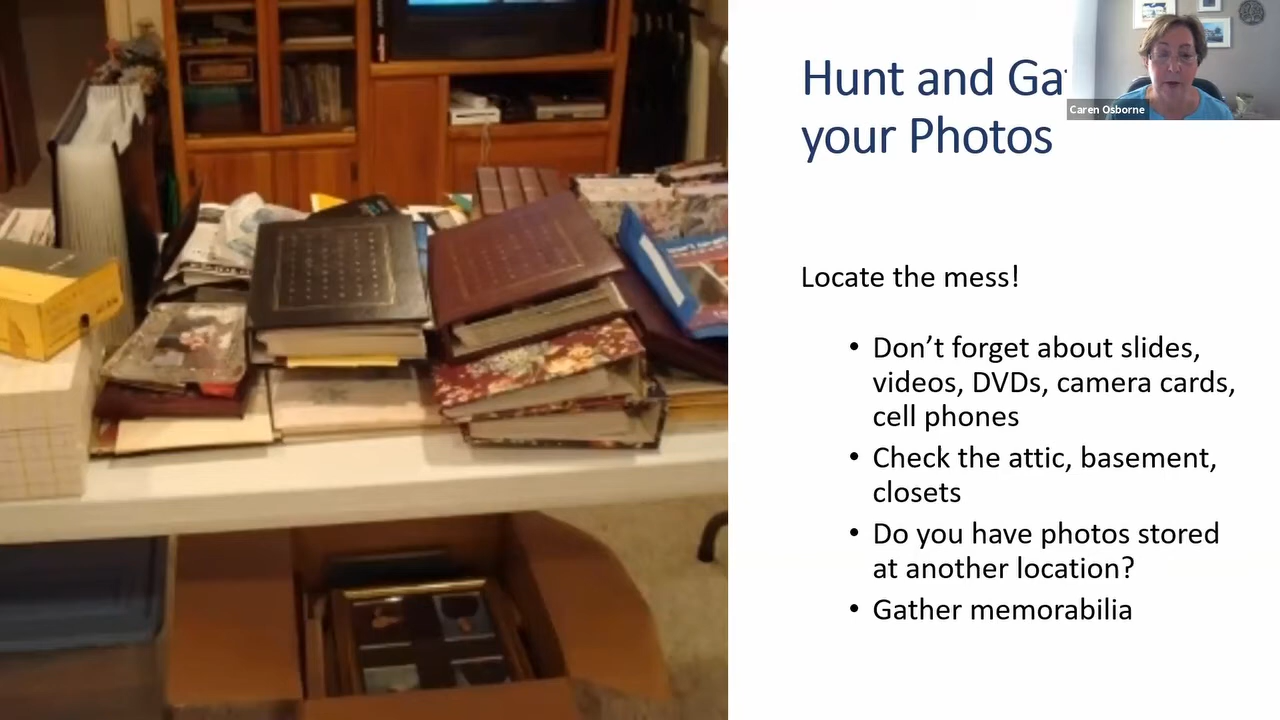 Hunt and Ga
your Photos
Caren Osborne
Locate the mess!
• Don’t forget about slides,
videos, DVDs, camera cards,
cell phones
• Check the attic, basement,
closets
• Do you have photos stored
at another location?
• Gather memorabilia